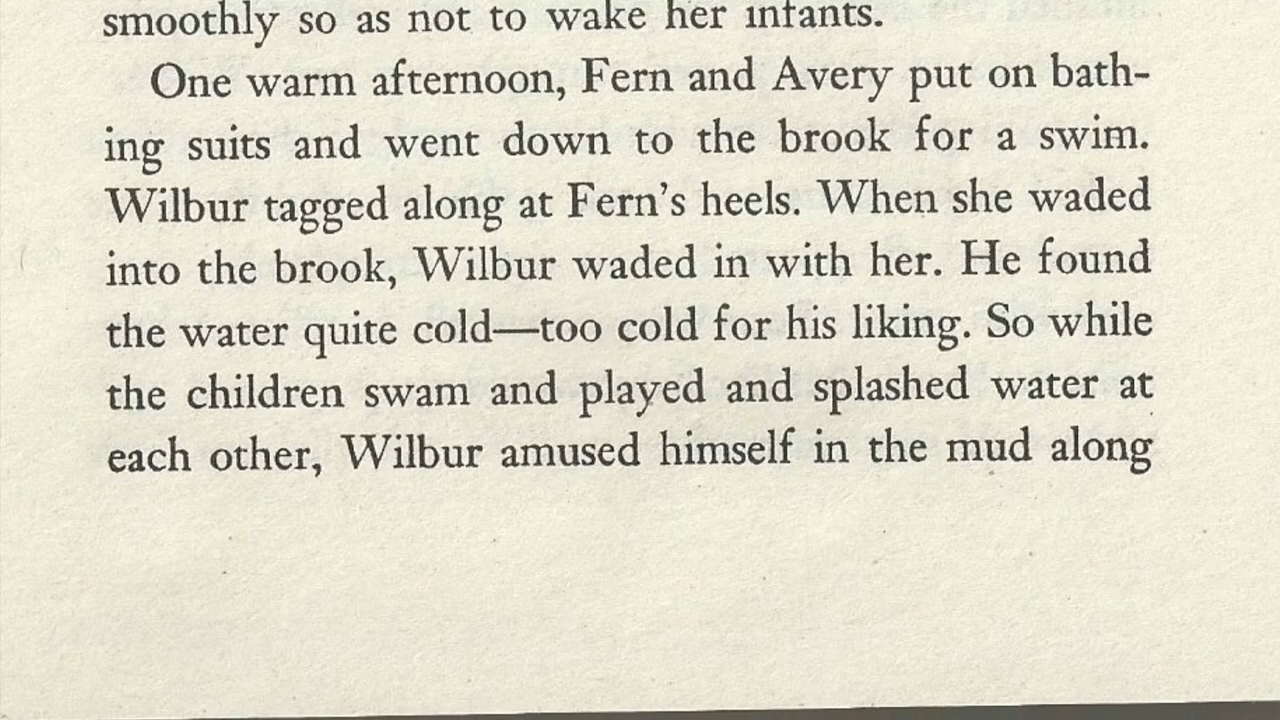 smoothly so as not to wake her infants.
One warm afternoon, Fern and Avery put on bath-
ing suits and went down to the brook for a swim.
Wilbur tagged along at Fern's heels. When she waded
into the brook, Wilbur waded in with her. He found
the water quite cold—too cold for his liking. So while
the children swam and played and splashed water at
each other, Wilbur amused himself in the mud along